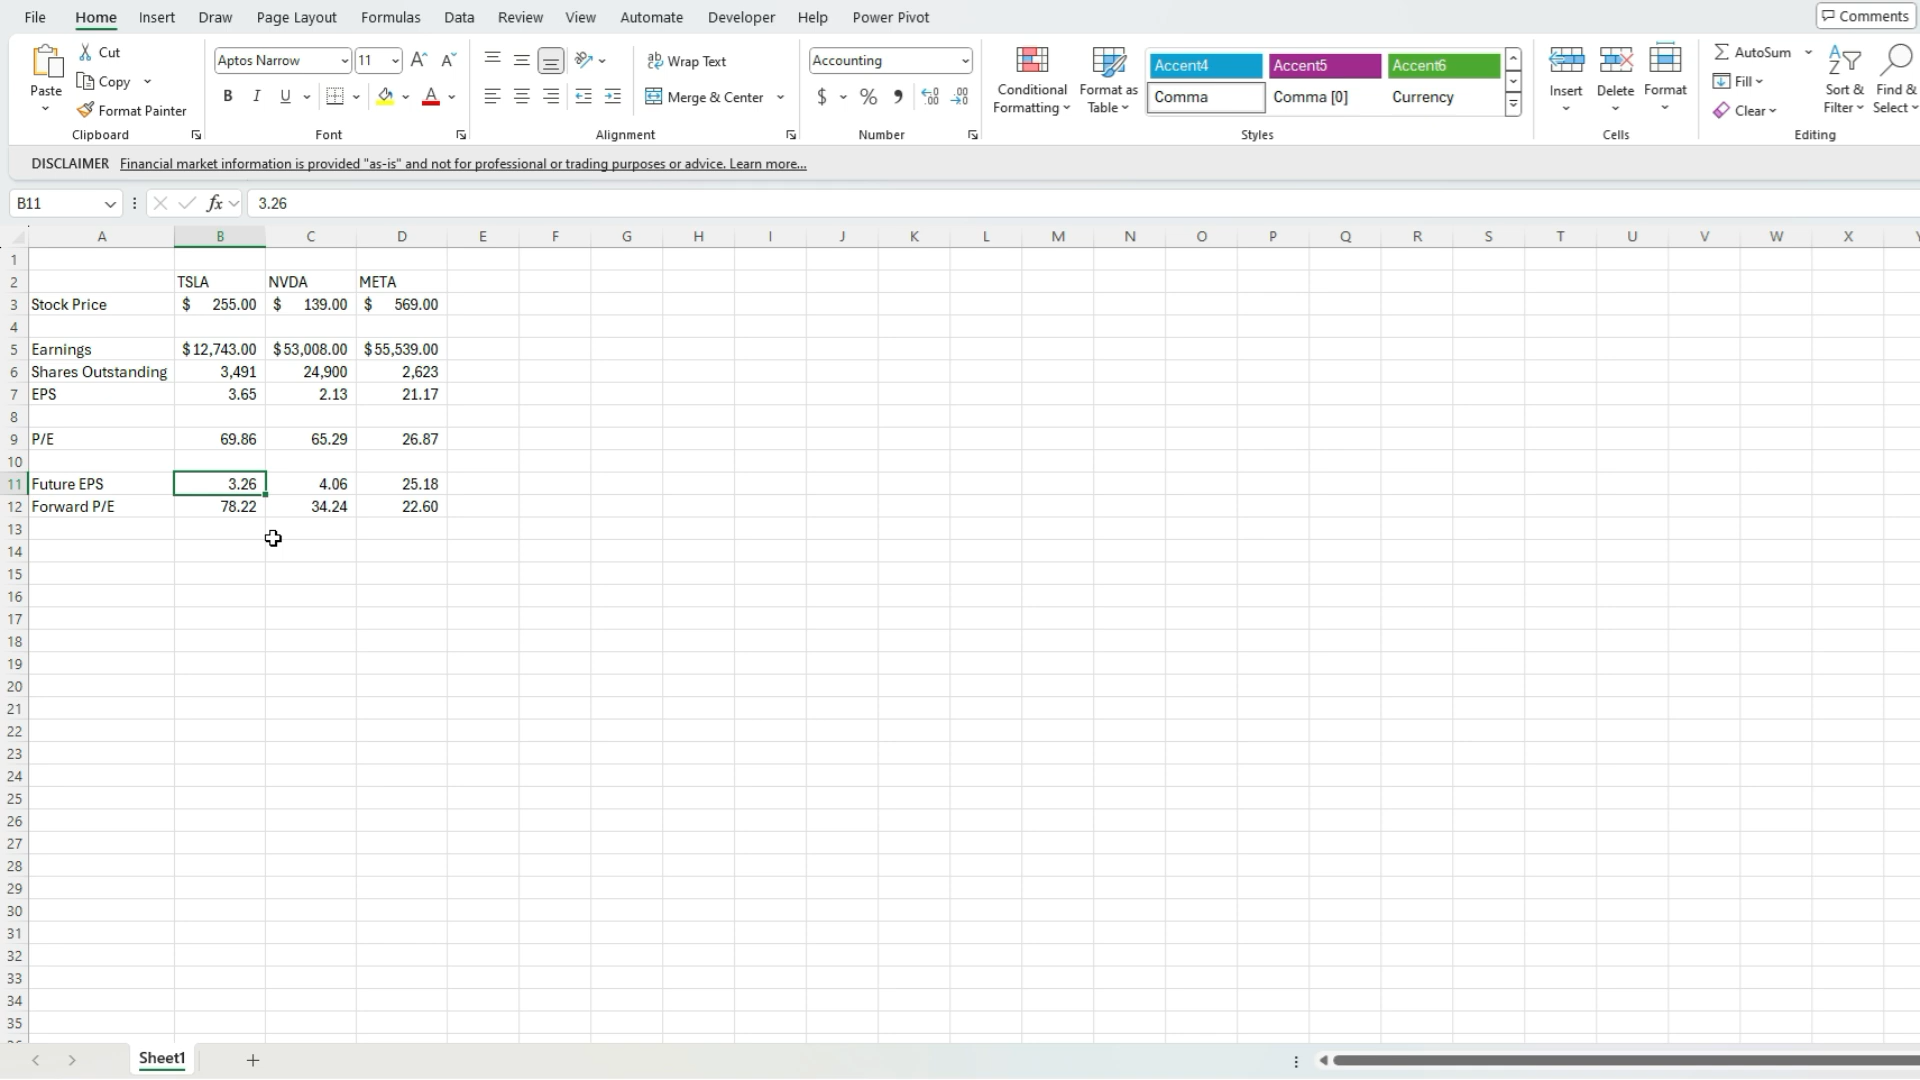 File Home Insert Draw Page Layout Formulas Data Review View Automate Developer Help Power Pivot Comments
Paste Cut Copy Format Painter Clipboard
Aptos Narrow 11 B I U A Font
Wrap Text Merge & Center Alignment
Accounting $ % Number
Conditional Formatting Format as Table
Accent4 Accent5 Accent6
Comma Comma [0] Currency
Styles
Insert Delete Format Cells
AutoSum Fill Clear Sort & Filter Find & Select Editing
DISCLAIMER Financial market information is provided "as-is" and not for professional or trading purposes or advice. Learn more...
B11 fx 3.26
A B C D E F G H I J K L M N O P Q R S T U V W X
1
2 TSLA NVDA META
3 Stock Price $ 255.00 $ 139.00 $ 569.00
4
5 Earnings $12,743.00 $53,008.00 $55,539.00
6 Shares Outstanding 3,491 24,900 2,623
7 EPS 3.65 2.13 21.17
8
9 P/E 69.86 65.29 26.87
10
11 Future EPS 3.26 4.06 25.18
12 Forward P/E 78.22 34.24 22.60
13
14
15
16
17
18
19
20
21
22
23
24
25
26
27
28
29
30
31
32
33
34
35
Sheet1